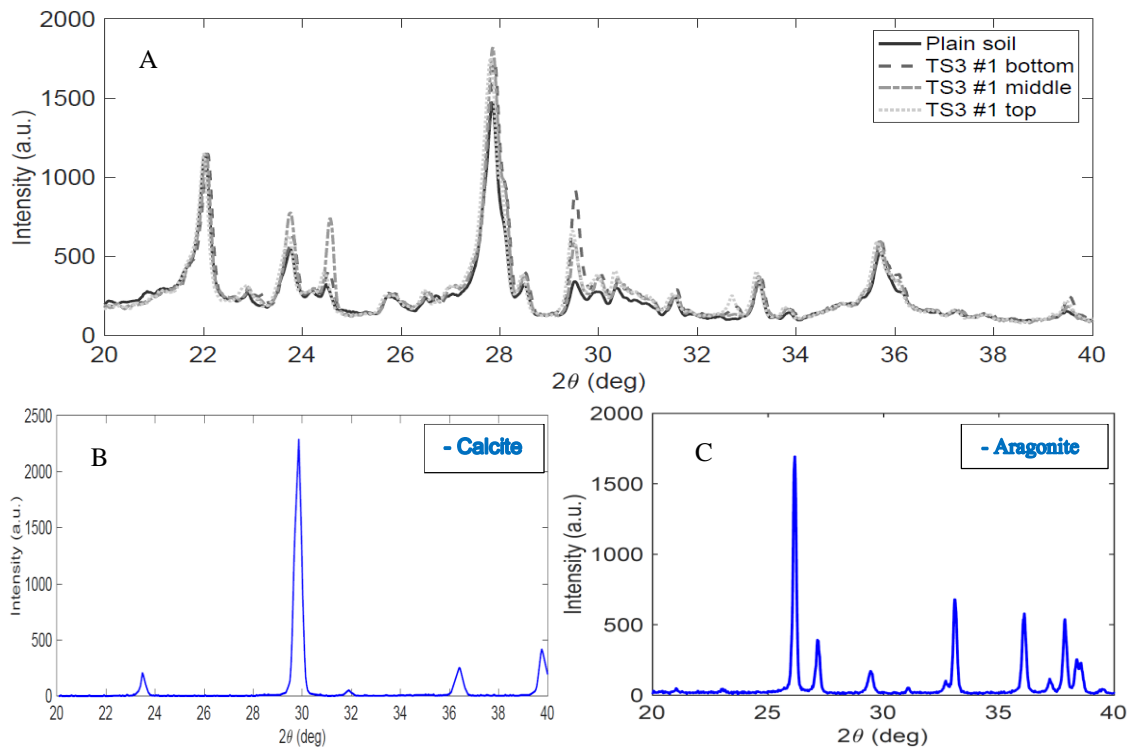 A
Plain soil
TS3 #1 bottom
TS3 #1 middle
TS3 #1 top
2000
1500
1000
500
0
Intensity (a.u.)
20 22 24 26 28 30 32 34 36 38 40
2θ (deg)
B
- Calcite
2500
2000
1500
1000
500
0
Intensity (a.u.)
20 22 24 26 28 30 32 34 36 38 40
2θ (deg)
C
- Aragonite
2000
1500
1000
500
0
Intensity (a.u.)
20 25 30 35 40
2θ (deg)